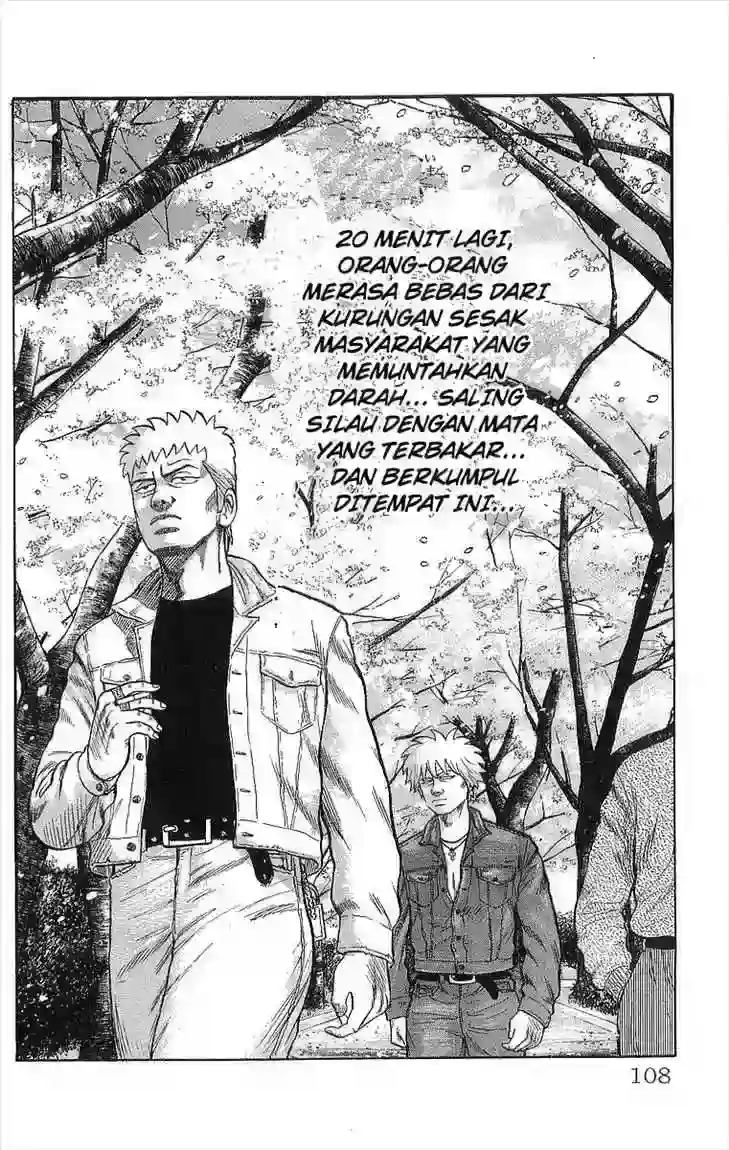 20 MENIT LAGI,
ORANG-ORANG
MERASA BEBAS DARI
KURUNGAN SESAK
MASYARAKAT YANG
MEMUNTAHKAN
DARAH... SALING
SILAU DENGAN MATA
YANG TERBAKAR...
DAN BERKUMPUL
DITEMPAT INI...
108